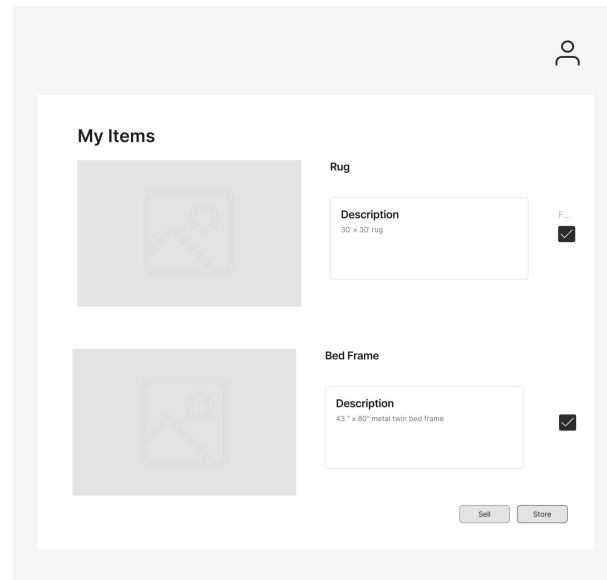 My Items
Rug
Description
30' x 30' rug
F...
Bed Frame
Description
43 " x 80" metal twin bed frame
Sell
Store